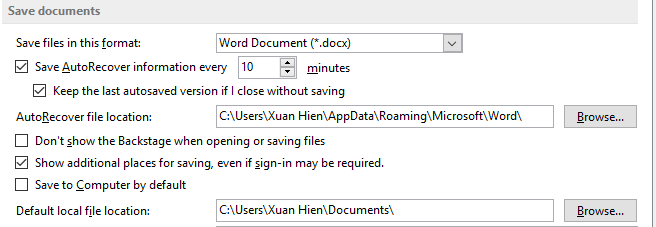 Save documents
Save files in this format: Word Document (*.docx)
Save AutoRecover information every 10 minutes
Keep the last autosaved version if I close without saving
AutoRecover file location: C:\Users\Xuan Hien\AppData\Roaming\Microsoft\Word\ Browse...
Don't show the Backstage when opening or saving files
Show additional places for saving, even if sign-in may be required.
Save to Computer by default
Default local file location: C:\Users\Xuan Hien\Documents\ Browse...